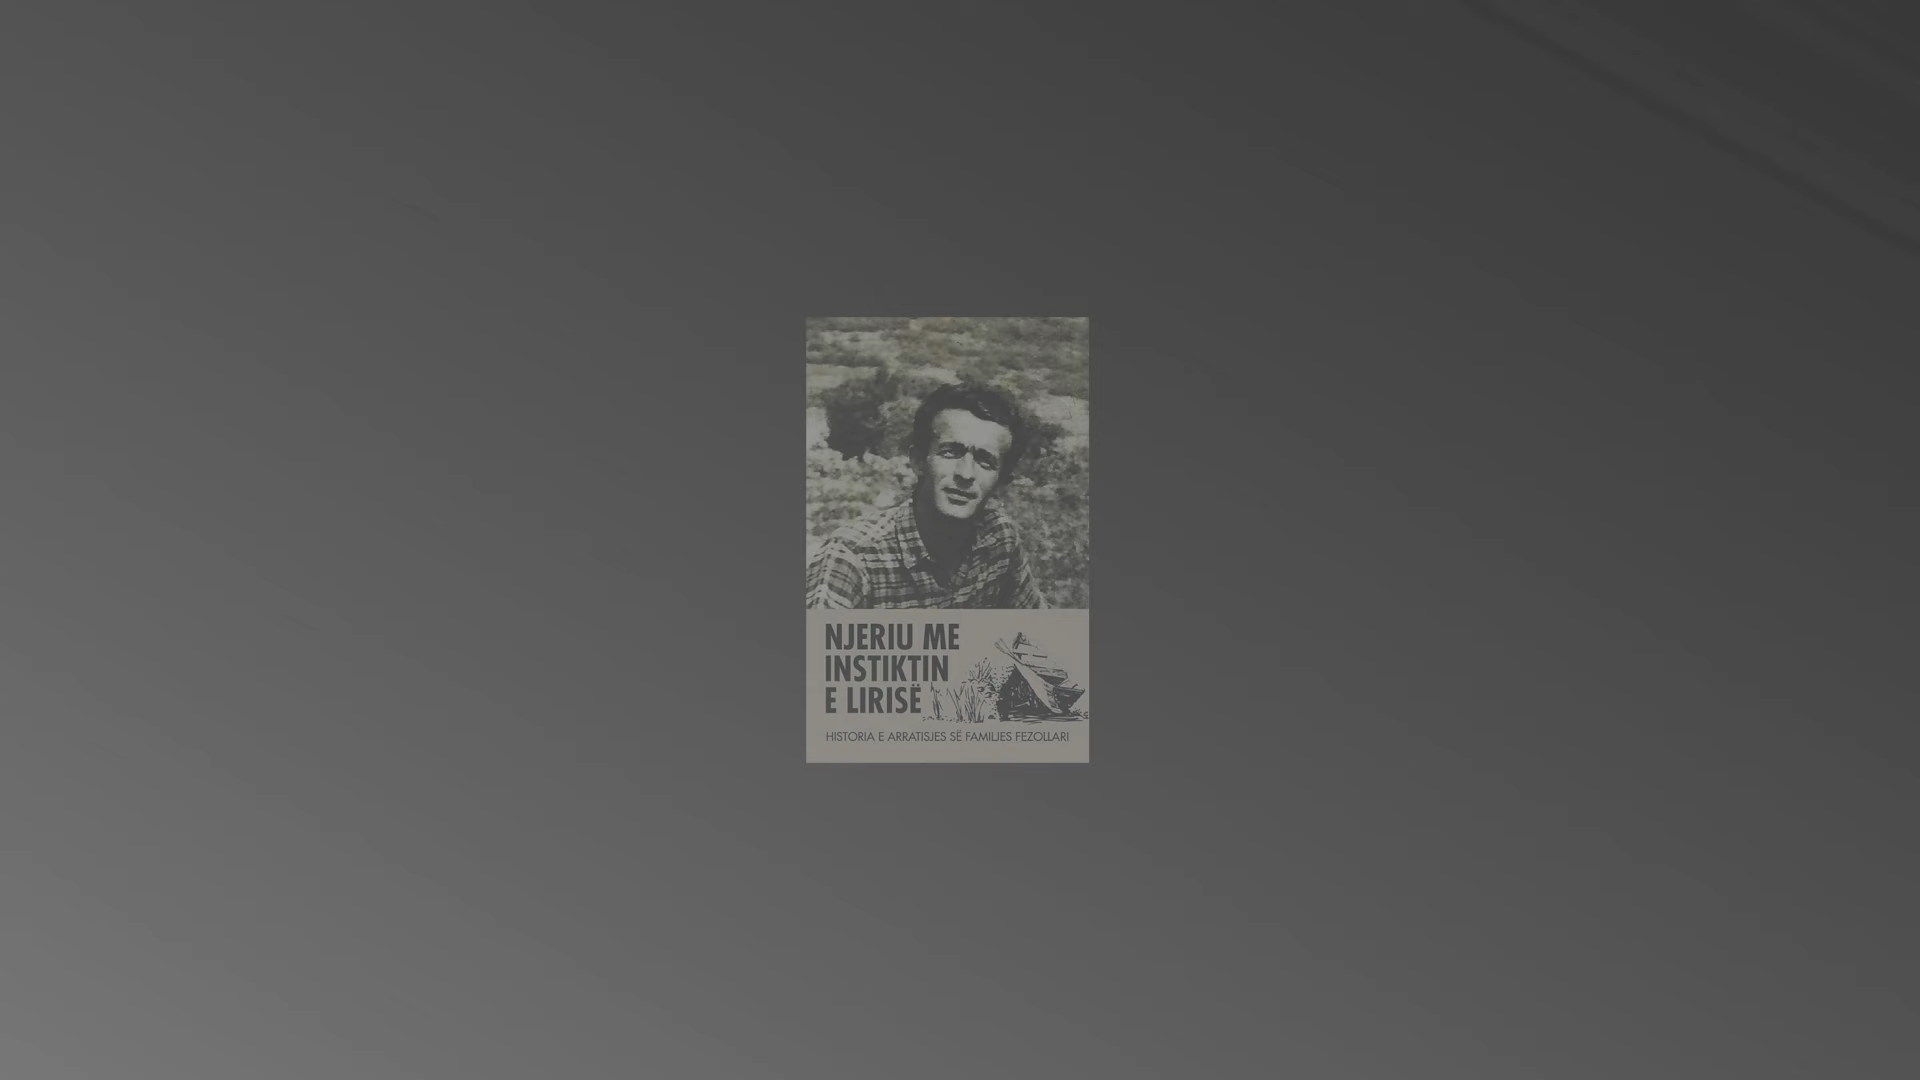 NJERIU ME
INSTIKTIN
E LIRISË
HISTORIA E ARRATISJES SË FAMILJES FEZOLLARI